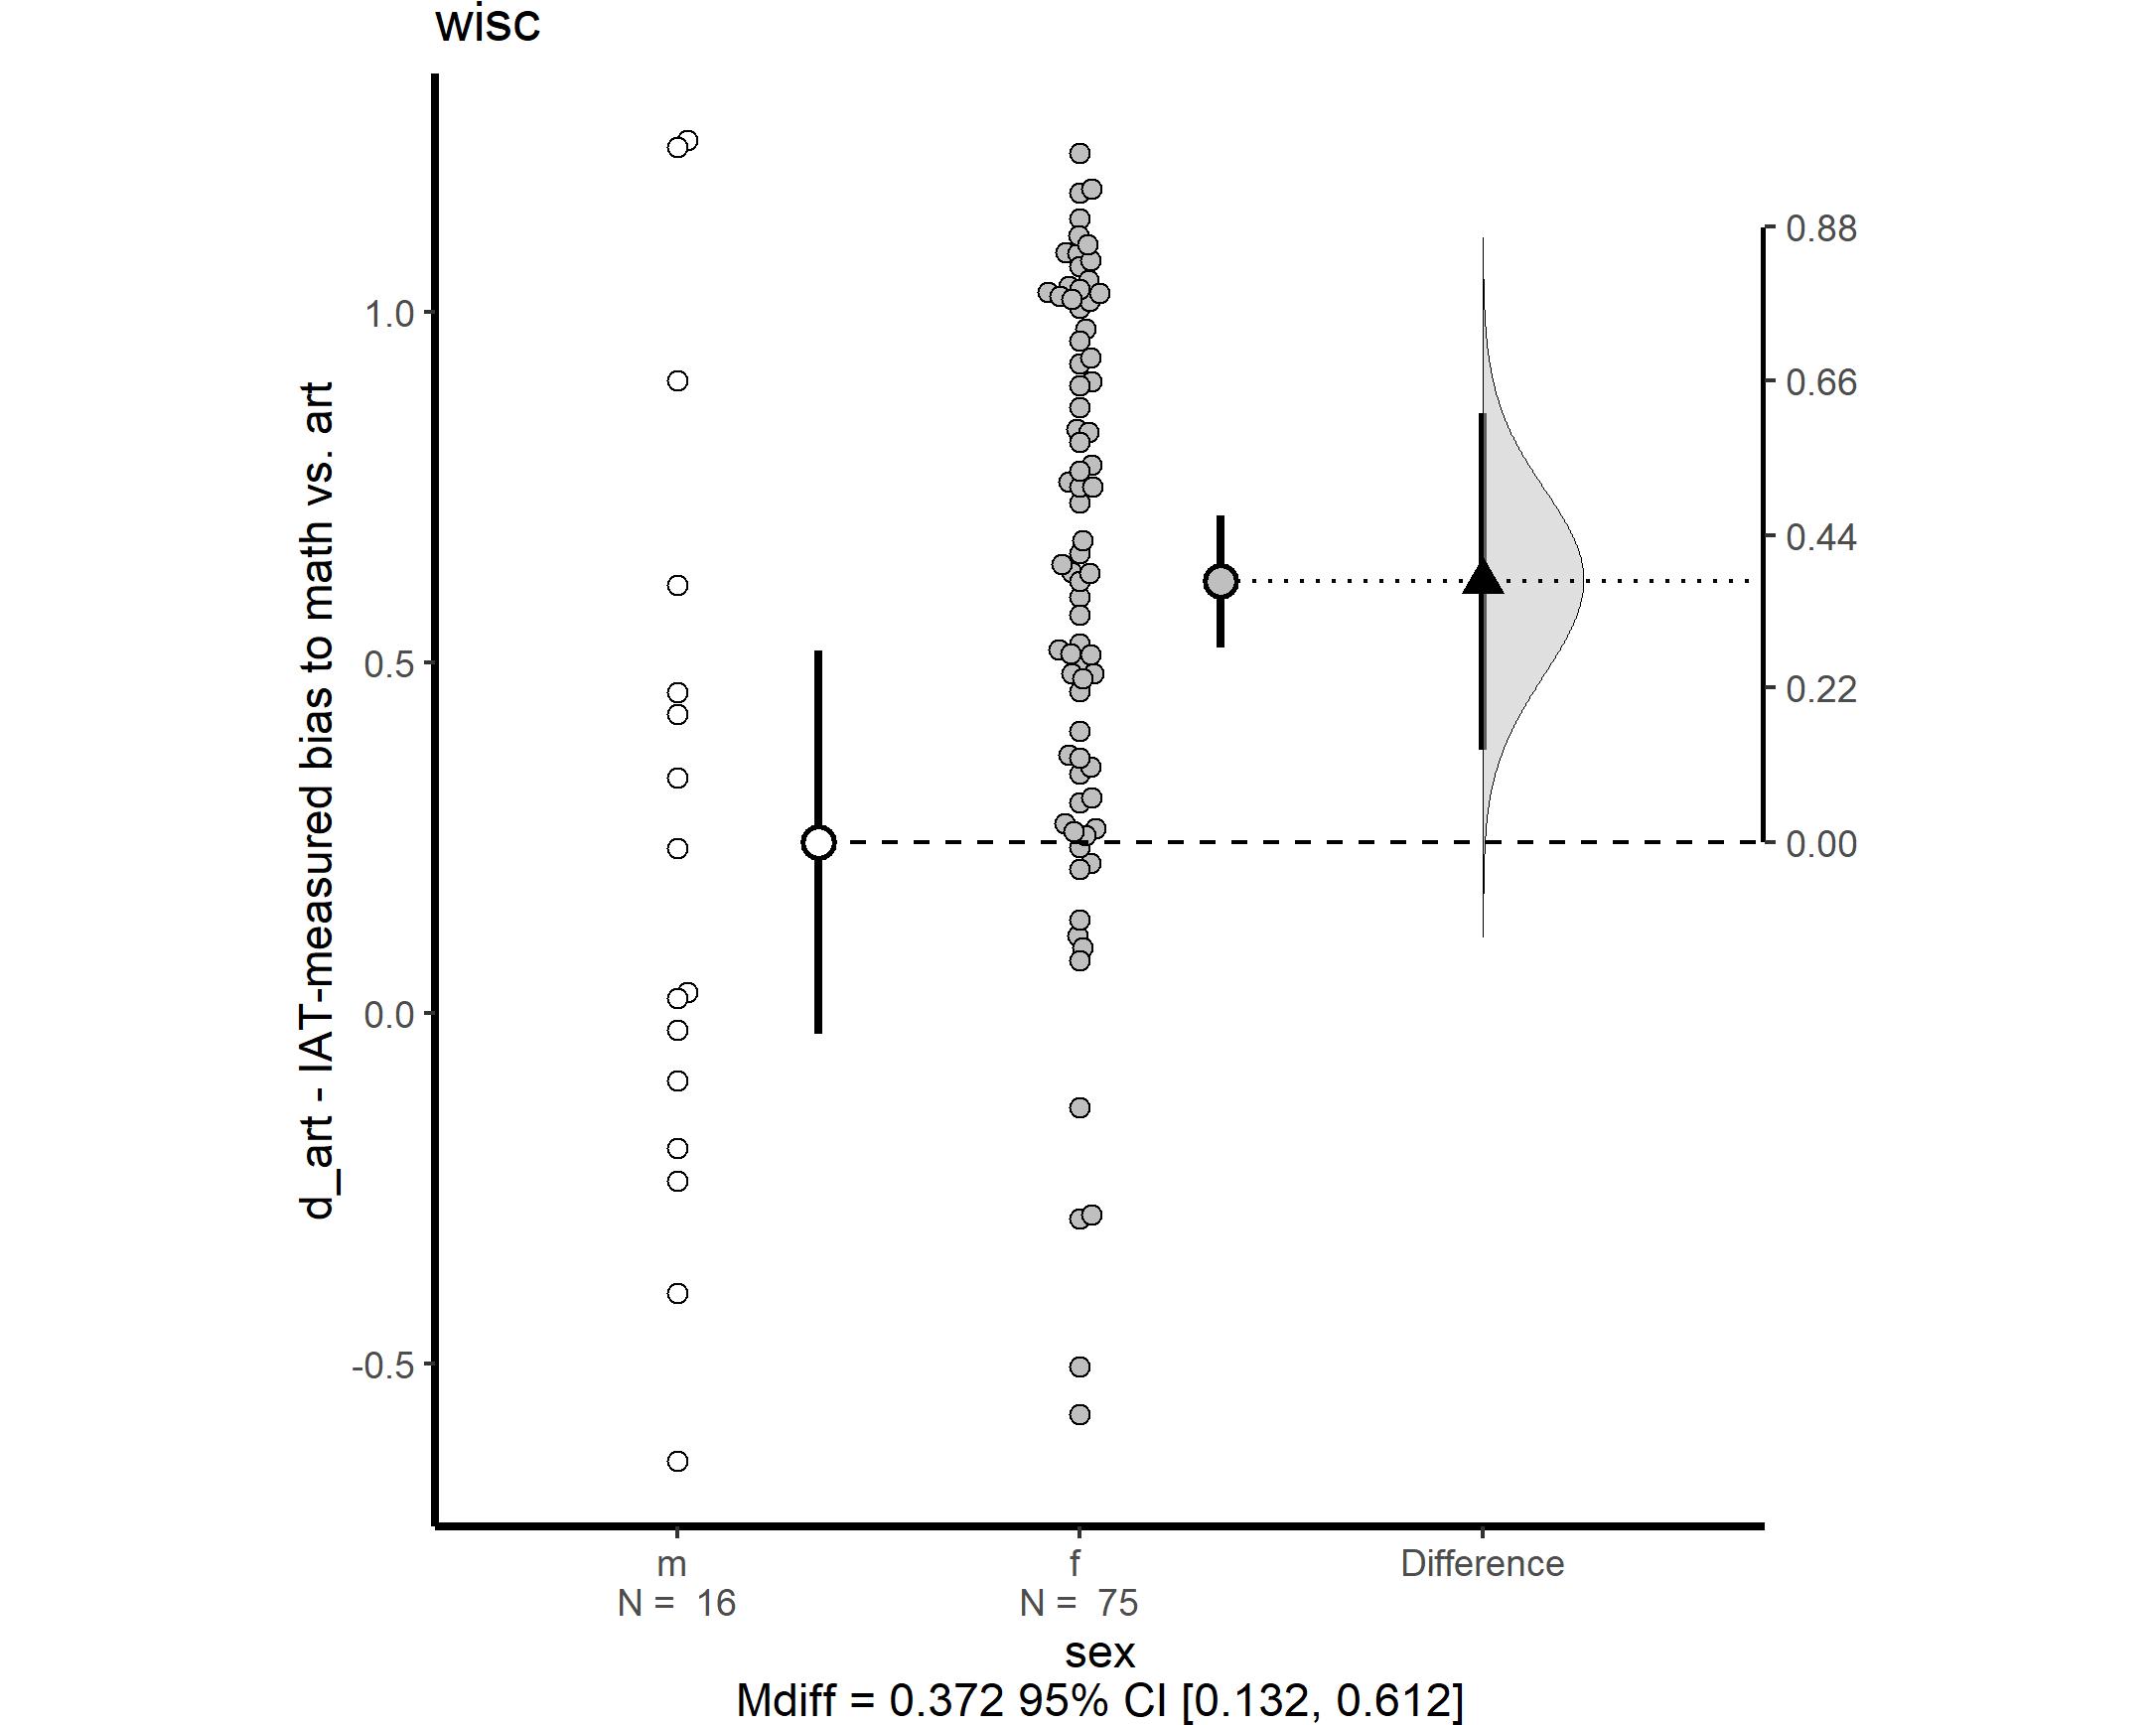 wisc
d_art - IAT-measured bias to math vs. art
1.0
0.5
0.0
-0.5
0.88
0.66
0.44
0.22
0.00
m
N =  16
f
N =  75
Difference
sex
Mdiff = 0.372 95% CI [0.132, 0.612]